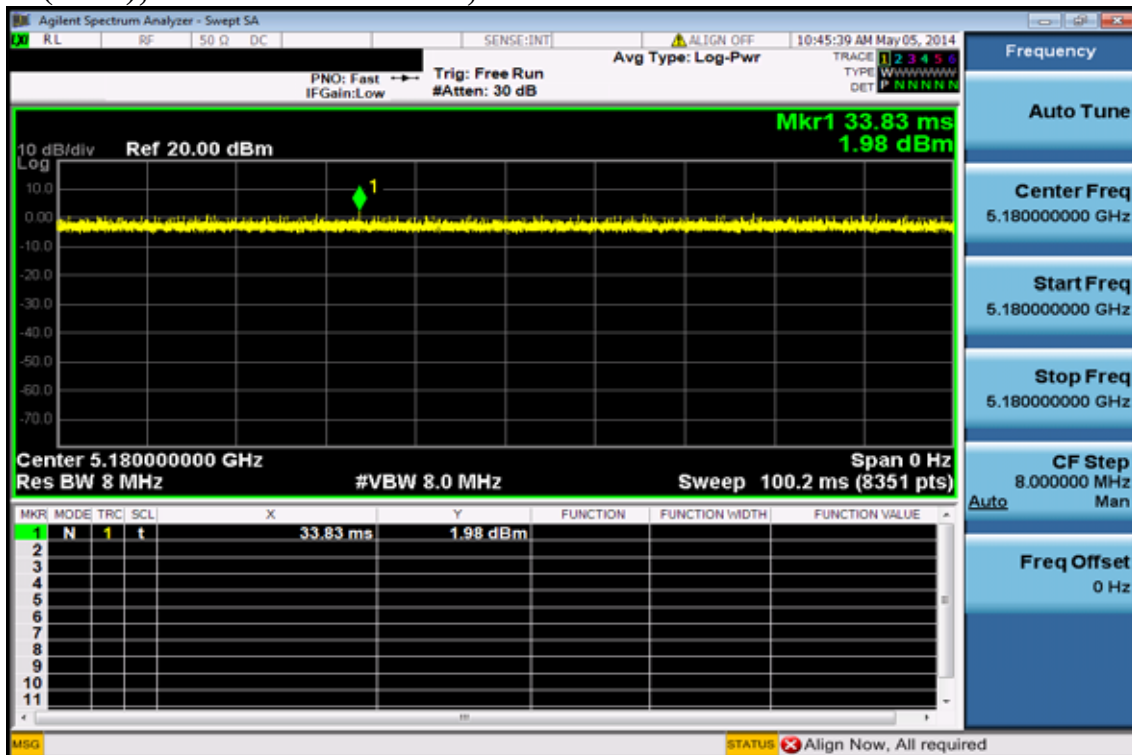 Agilent Spectrum Analyzer - Swept SA
LXI RL RF 50 Ω DC SENSE:INT ALIGN OFF 10:45:39 AM May 05, 2014
PNO: Fast Trig: Free Run Avg Type: Log-Pwr TRACE 1 2 3 4 5 6
IFGain:Low #Atten: 30 dB TYPE WWWWWW
DET P N N N N N
Mkr1 33.83 ms
1.98 dBm
10 dB/div Ref 20.00 dBm
Log
10.0
1
0.00
-10.0
-20.0
-30.0
-40.0
-50.0
-60.0
-70.0
Center 5.180000000 GHz Span 0 Hz
Res BW 8 MHz #VBW 8.0 MHz Sweep 100.2 ms (8351 pts)
MKR MODE TRC SCL X Y FUNCTION FUNCTION WIDTH FUNCTION VALUE
1 N 1 t 33.83 ms 1.98 dBm
2
3
4
5
6
7
8
9
10
11
MSG STATUS Align Now, All required
Frequency
Auto Tune
Center Freq
5.180000000 GHz
Start Freq
5.180000000 GHz
Stop Freq
5.180000000 GHz
CF Step
8.000000 MHz
Auto Man
Freq Offset
0 Hz